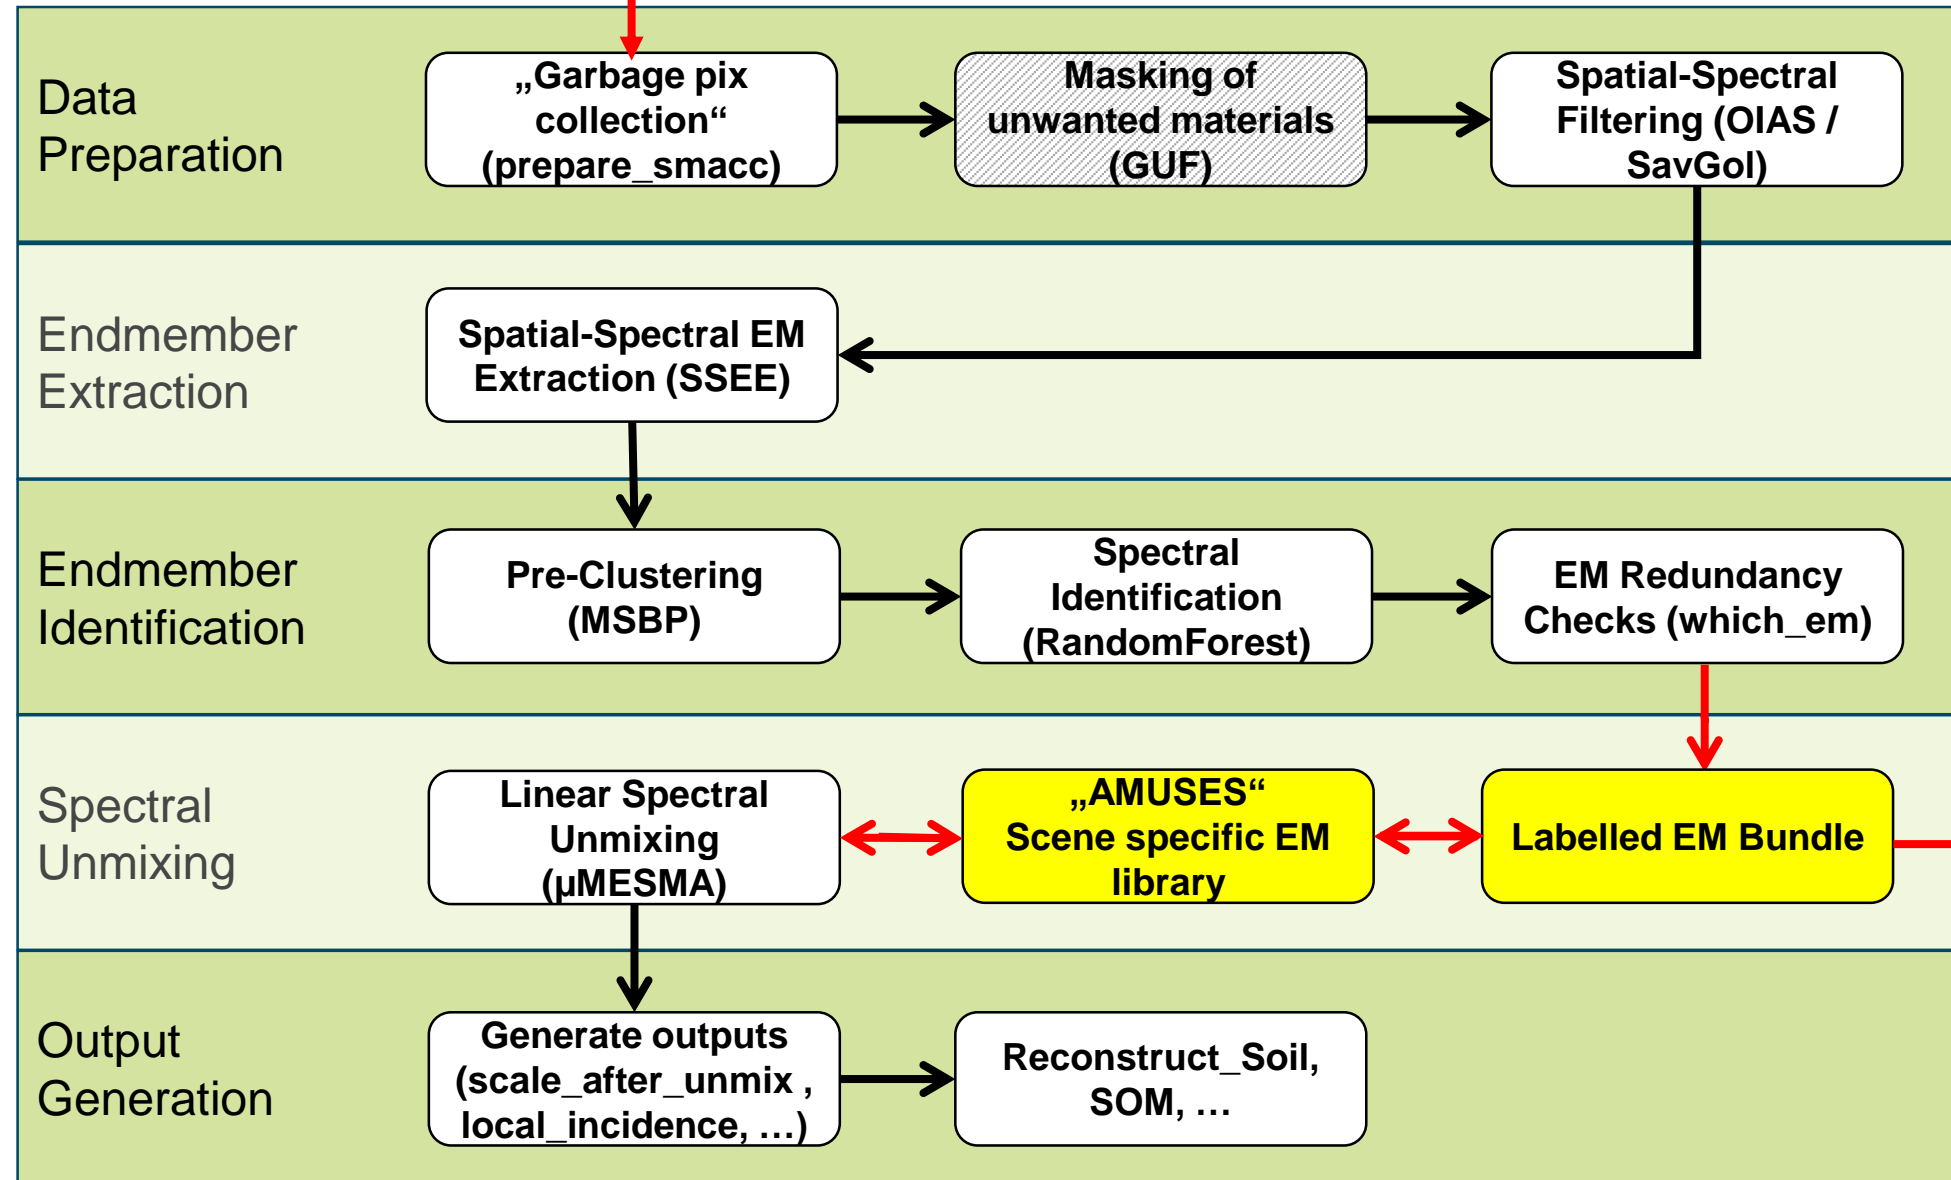 Data
Preparation
„Garbage pix
collection“
(prepare_smacc)
Masking of
unwanted materials
(GUF)
Spatial-Spectral
Filtering (OIAS /
SavGol)
Endmember
Extraction
Spatial-Spectral EM
Extraction (SSEE)
Endmember
Identification
Pre-Clustering
(MSBP)
Spectral
Identification
(RandomForest)
EM Redundancy
Checks (which_em)
Spectral
Unmixing
Linear Spectral
Unmixing
(µMESMA)
„AMUSES“
Scene specific EM
library
Labelled EM Bundle
Output
Generation
Generate outputs
(scale_after_unmix ,
local_incidence, …)
Reconstruct_Soil,
SOM, …